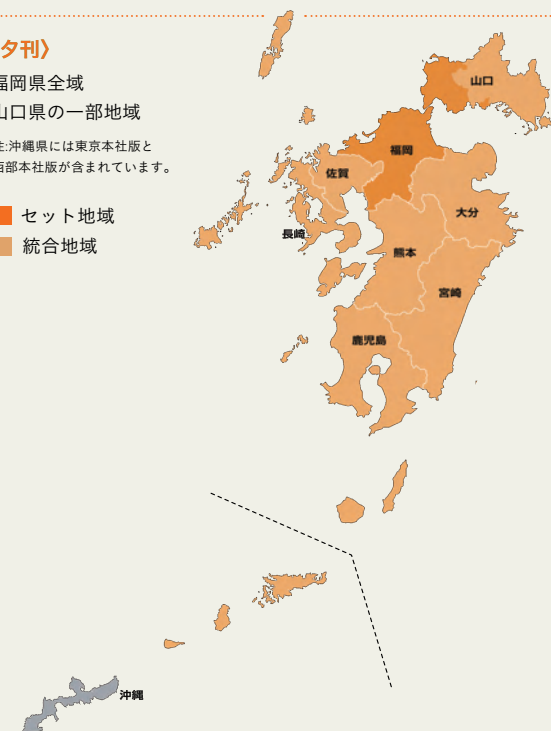 夕刊〉
福岡県全域
山口県の一部地域
注:沖縄県には東京本社版と
西部本社版が含まれています。
セット地域
統合地域
山口
福岡
佐賀
大分
長崎
熊本
宮崎
鹿児島
沖縄